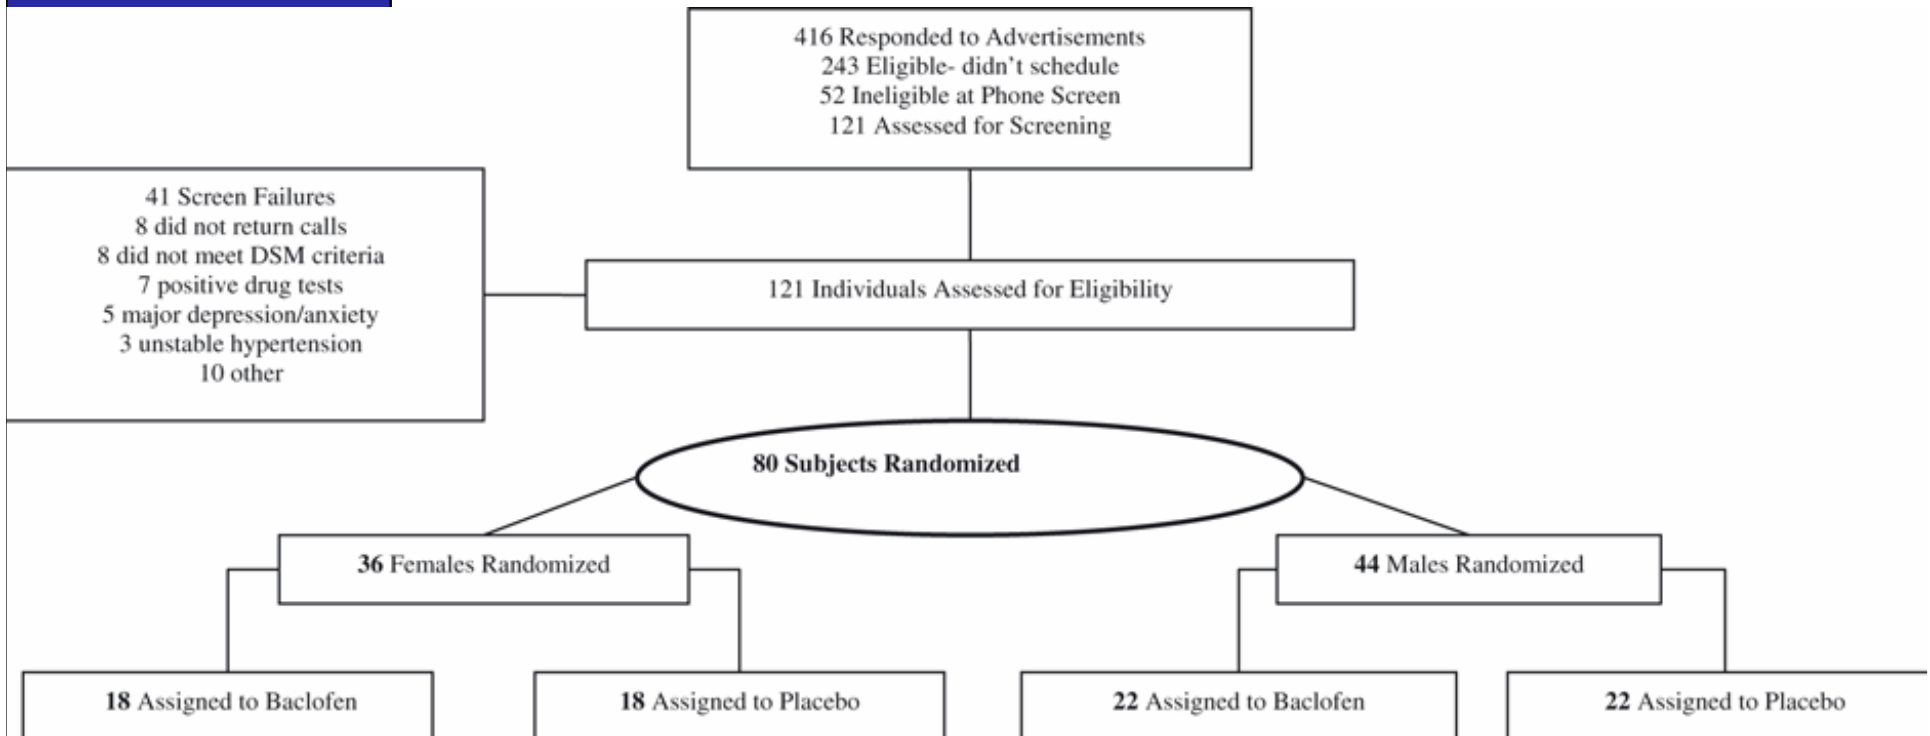 416 Responded to Advertisements
243 Eligible- didn't schedule
52 Ineligible at Phone Screen
121 Assessed for Screening
41 Screen Failures
8 did not return calls
8 did not meet DSM criteria
7 positive drug tests
5 major depression/anxiety
3 unstable hypertension
10 other
121 Individuals Assessed for Eligibility
80 Subjects Randomized
36 Females Randomized
44 Males Randomized
18 Assigned to Baclofen
18 Assigned to Placebo
22 Assigned to Baclofen
22 Assigned to Placebo